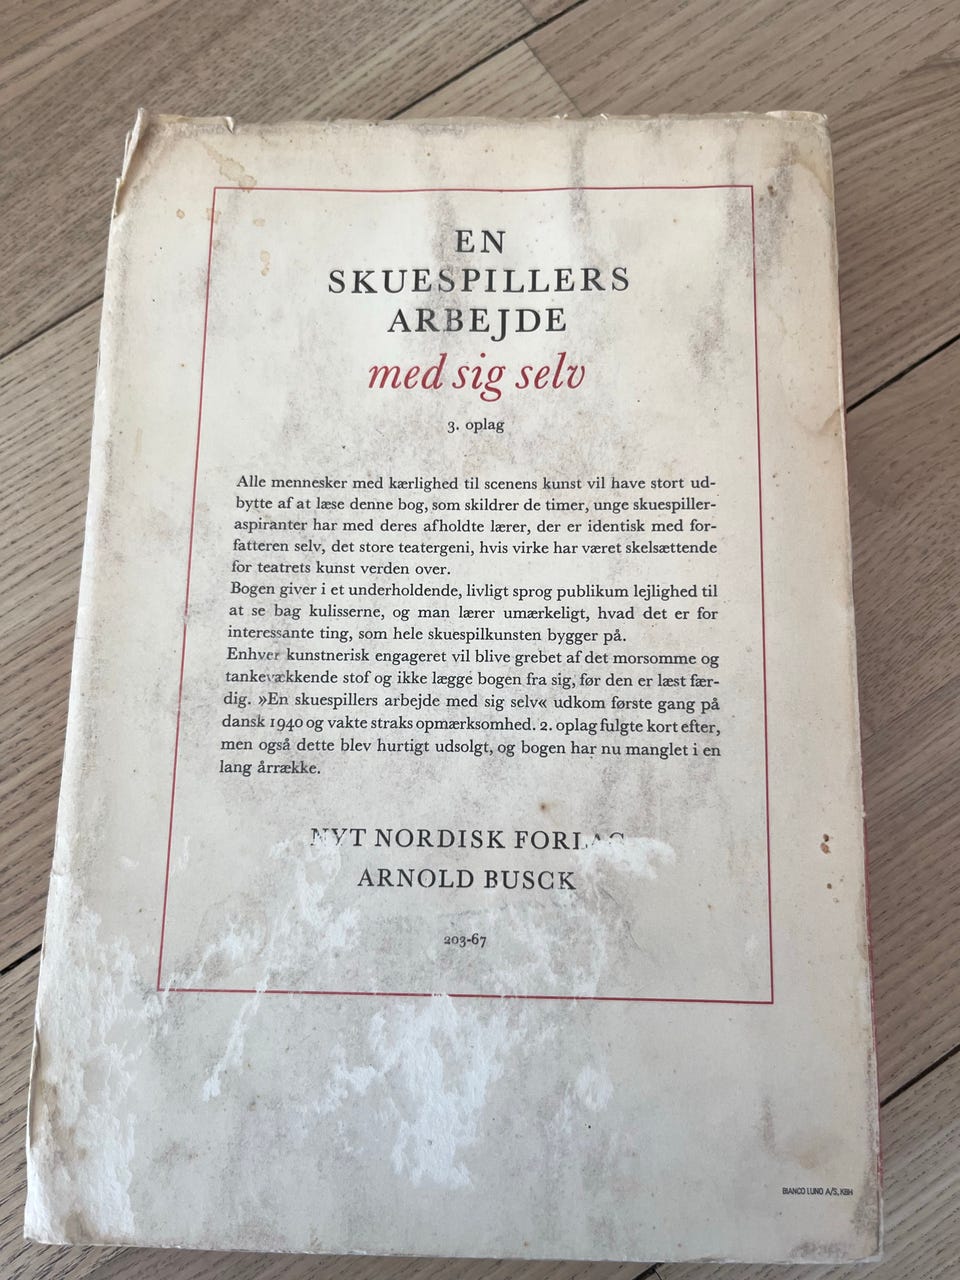 EN
SKUESPILLERS
ARBEJDE
med sig selv
3. oplag
Alle mennesker med kærlighed til scenens kunst vil have stort ud-
bytte af at læse denne bog, som skildrer de timer, unge skuespiller-
aspiranter har med deres afholdte lærer, der er identisk med for-
fatteren selv, det store teatergeni, hvis virke har været skelsættende
for teatrets kunst verden over.
Bogen giver i et underholdende, livligt sprog publikum lejlighed til
at se bag kulisserne, og man lærer umærkeligt, hvad det er for
interessante ting, som hele skuespilkunsten bygger på.
Enhver kunstnerisk engageret vil blive grebet af det morsomme og
tankevækkende stof og ikke lægge bogen fra sig, før den er læst fær-
dig. »En skuespillers arbejde med sig selv« udkom første gang på
dansk 1940 og vakte straks opmærksomhed. 2. oplag fulgte kort efter,
men også dette blev hurtigt udsolgt, og bogen har nu manglet i en
lang årrække.
NYT NORDISK FORLAG
ARNOLD BUSCK
203-67
BIANCO LUNO A/S, KBH